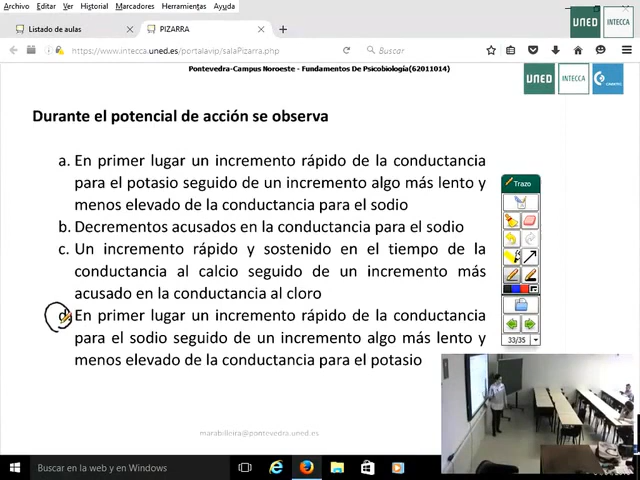 Archivo Editar Ver Historial Marcadores Herramientas Ayuda
Listado de aulas
PIZARRA
https://www.intecca.uned.es/portalavip/salaPizarra.php
Buscar
UNED
INTECCA
Pontevedra-Campus Noroeste - Fundamentos De Psicobiología(62011014)
UNED
INTECCA
Durante el potencial de acción se observa
a. En primer lugar un incremento rápido de la conductancia
para el potasio seguido de un incremento algo más lento y
menos elevado de la conductancia para el sodio
b. Decrementos acusados en la conductancia para el sodio
c. Un incremento rápido y sostenido en el tiempo de la
conductancia al calcio seguido de un incremento más
acusado en la conductancia al cloro
d. En primer lugar un incremento rápido de la conductancia
para el sodio seguido de un incremento algo más lento y
menos elevado de la conductancia para el potasio
Trazo
33/35
marabilleira@pontevedra.uned.es
Buscar en la web y en Windows